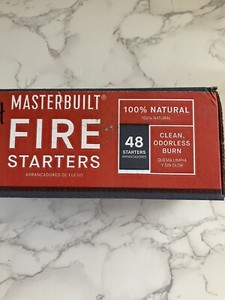 MASTERBUILT®
FIRE
STARTERS
ARRANCADORES DE FUEGO
100% NATURAL
100% NATURAL
48
STARTERS
ARRANCADORES
CLEAN,
ODORLESS
BURN
QUEMA LIMPIA
Y SIN OLOR